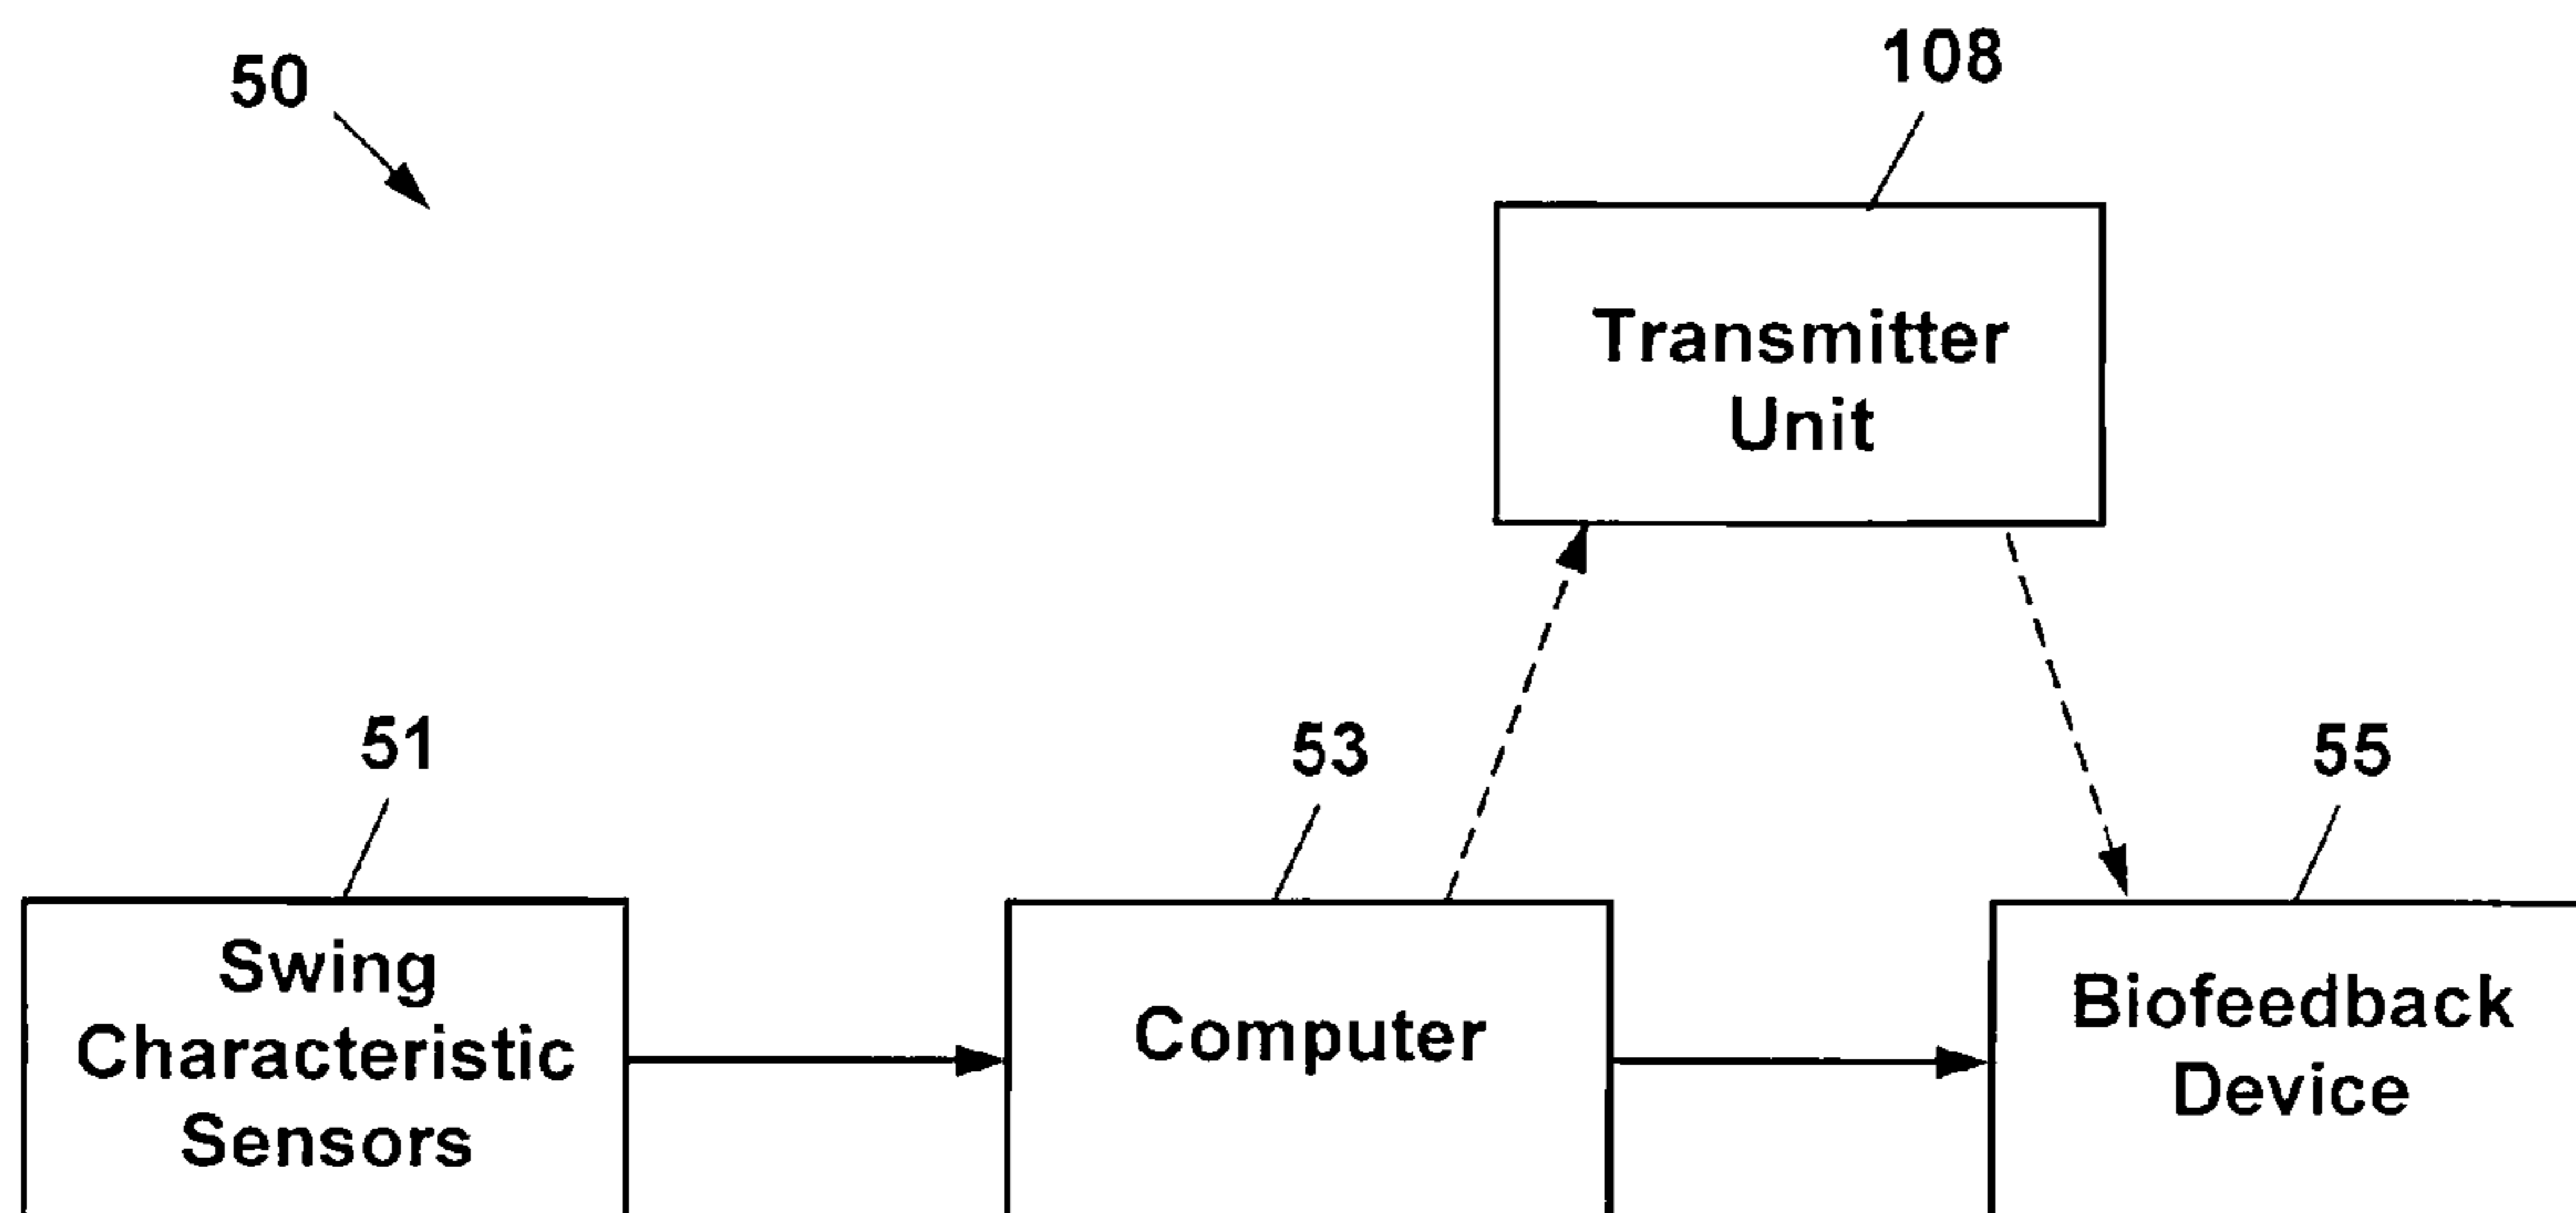 50
108
Transmitter
Unit
51
53
55
Swing
Characteristic
Sensors
Computer
Biofeedback
Device